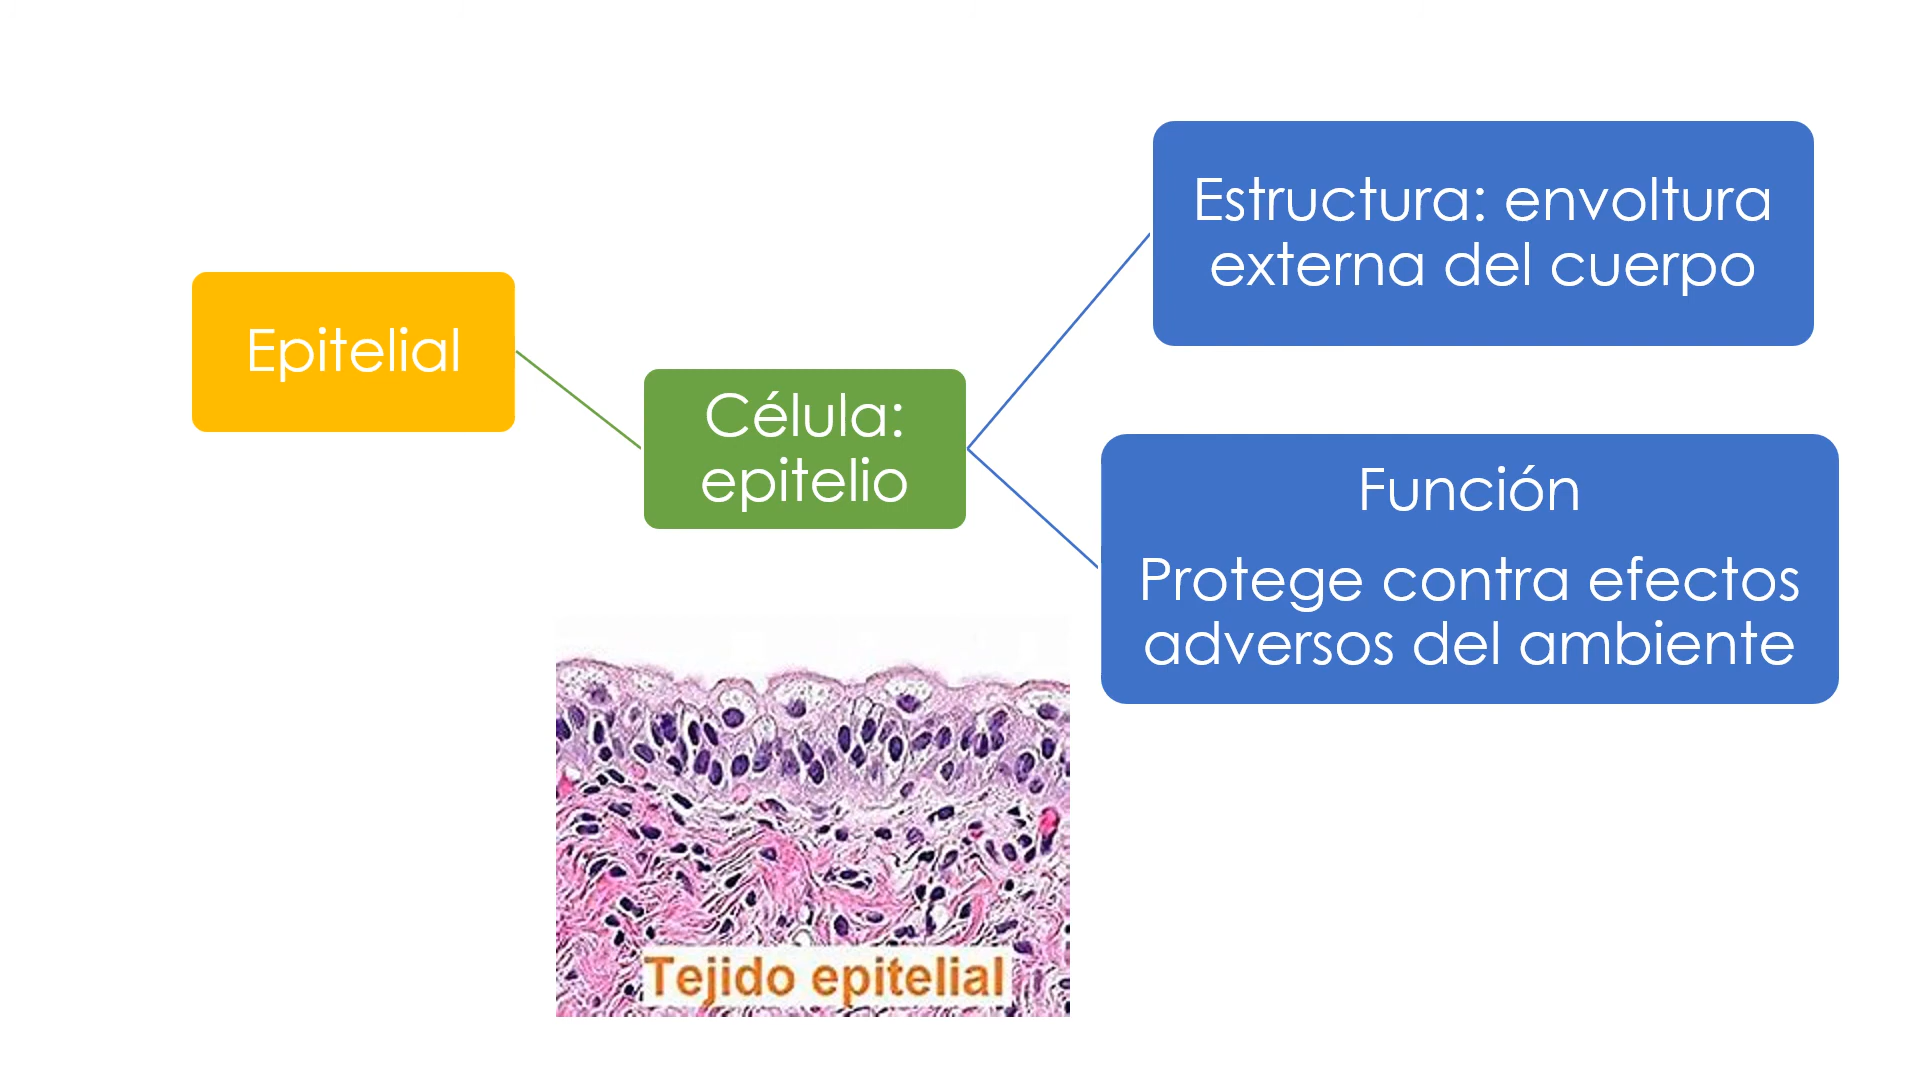 Epitelial
Célula:
epitelio
Estructura: envoltura
externa del cuerpo
Función
Protege contra efectos
adversos del ambiente
Tejido epitelial